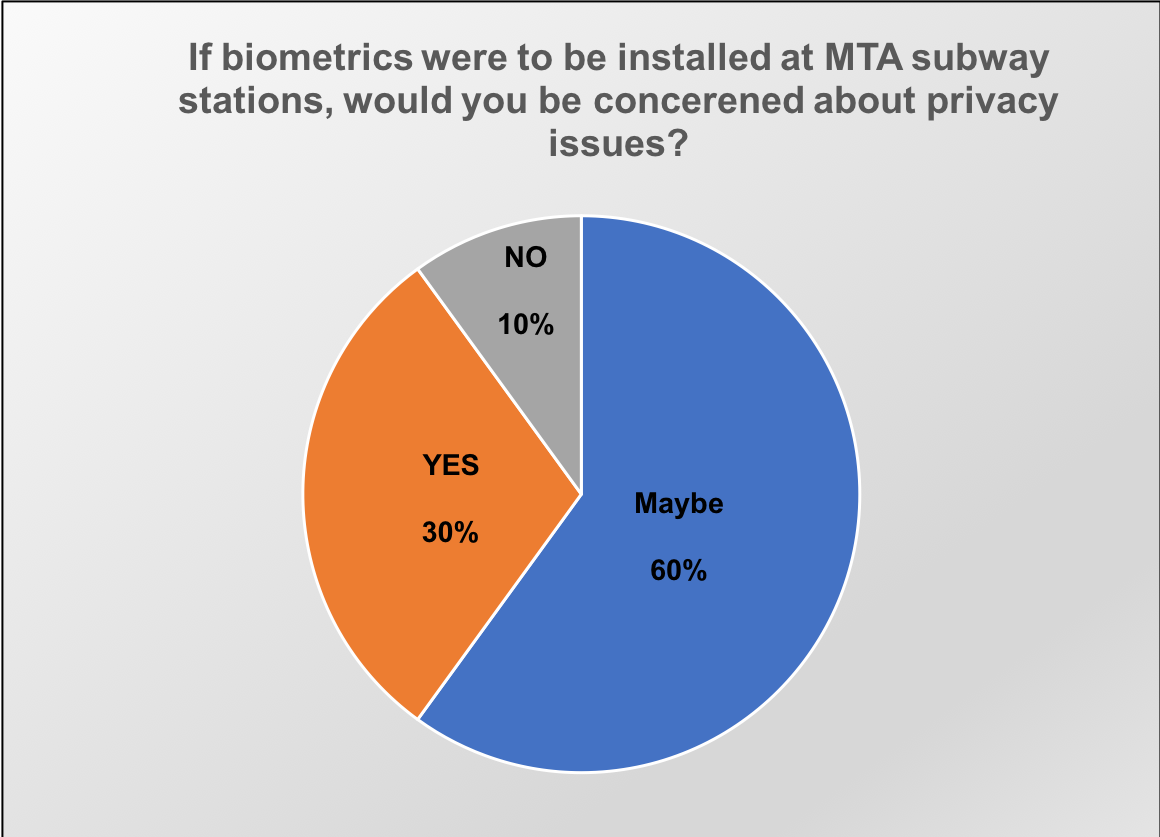 If biometrics were to be installed at MTA subway
stations, would you be concerened about privacy
issues?
NO
10%
YES
30%
Maybe
60%